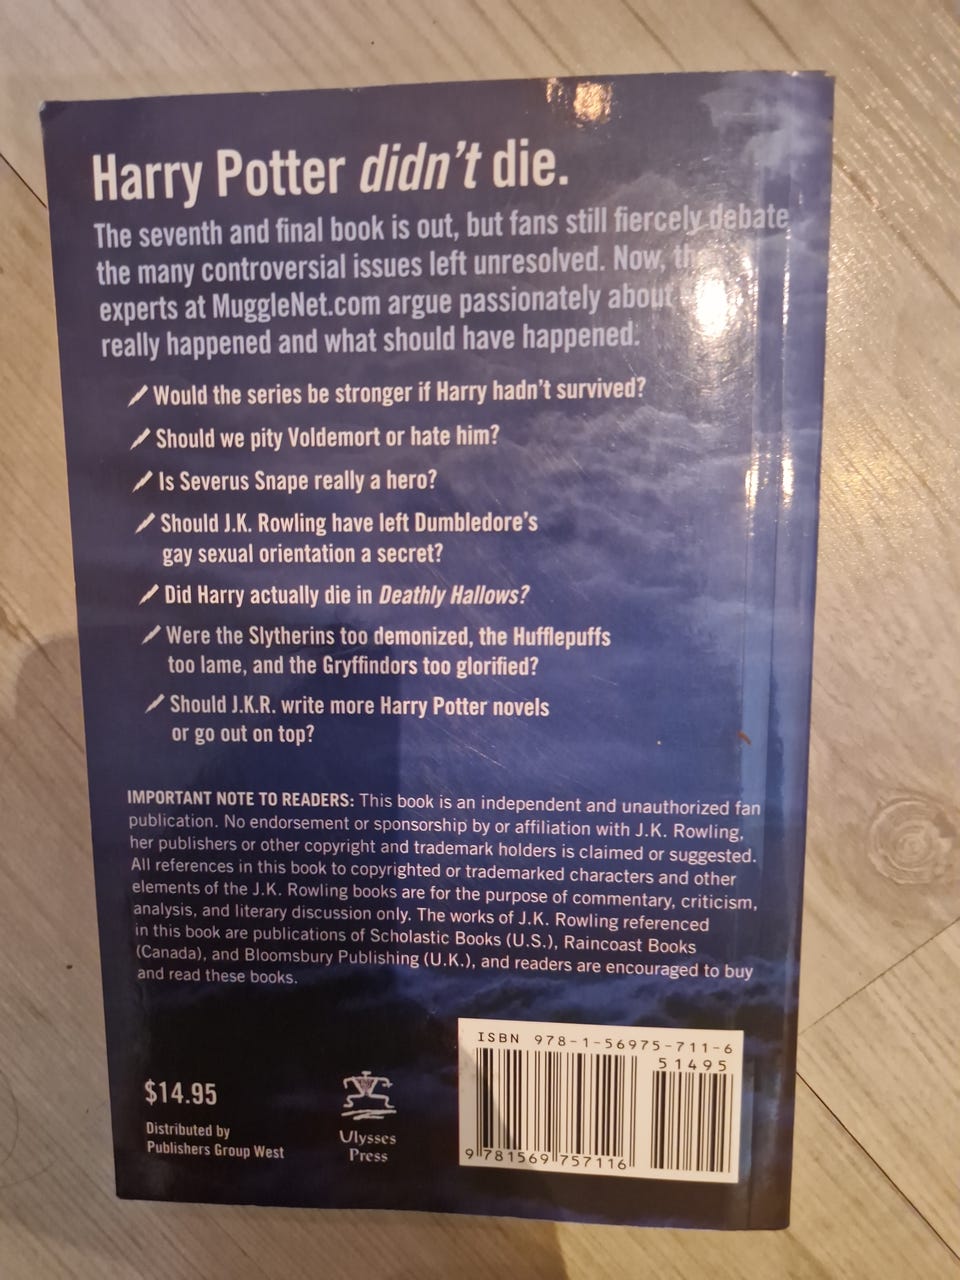 Harry Potter didn't die.
The seventh and final book is out, but fans still fiercely debate
the many controversial issues left unresolved. Now,
experts at MuggleNet.com argue passionately about
really happened and what should have happened.
Would the series be stronger if Harry hadn't survived?
Should we pity Voldemort or hate him?
Is Severus Snape really a hero?
Should J.K. Rowling have left Dumbledore's
gay sexual orientation a secret?
Did Harry actually die in Deathly Hallows?
Were the Slytherins too demonized, the Hufflepuffs
too lame, and the Gryffindors too glorified?
Should J.K.R. write more Harry Potter novels
or go out on top?
IMPORTANT NOTE TO READERS: This book is an independent and unauthorized fan
publication. No endorsement or sponsorship by or affiliation with J.K. Rowling,
her publishers or other copyright and trademark holders is claimed or suggested.
All references in this book to copyrighted or trademarked characters and other
elements of the J.K. Rowling books are for the purpose of commentary, criticism,
analysis, and literary discussion only. The works of J.K. Rowling referenced
in this book are publications of Scholastic Books (U.S.), Raincoast Books
(Canada), and Bloomsbury Publishing (U.K.), and readers are encouraged to buy
and read these books.
$14.95
Distributed by
Publishers Group West
Ulysses
Press
ISBN 978-1-56975-711-6
51495
9 781569 757116